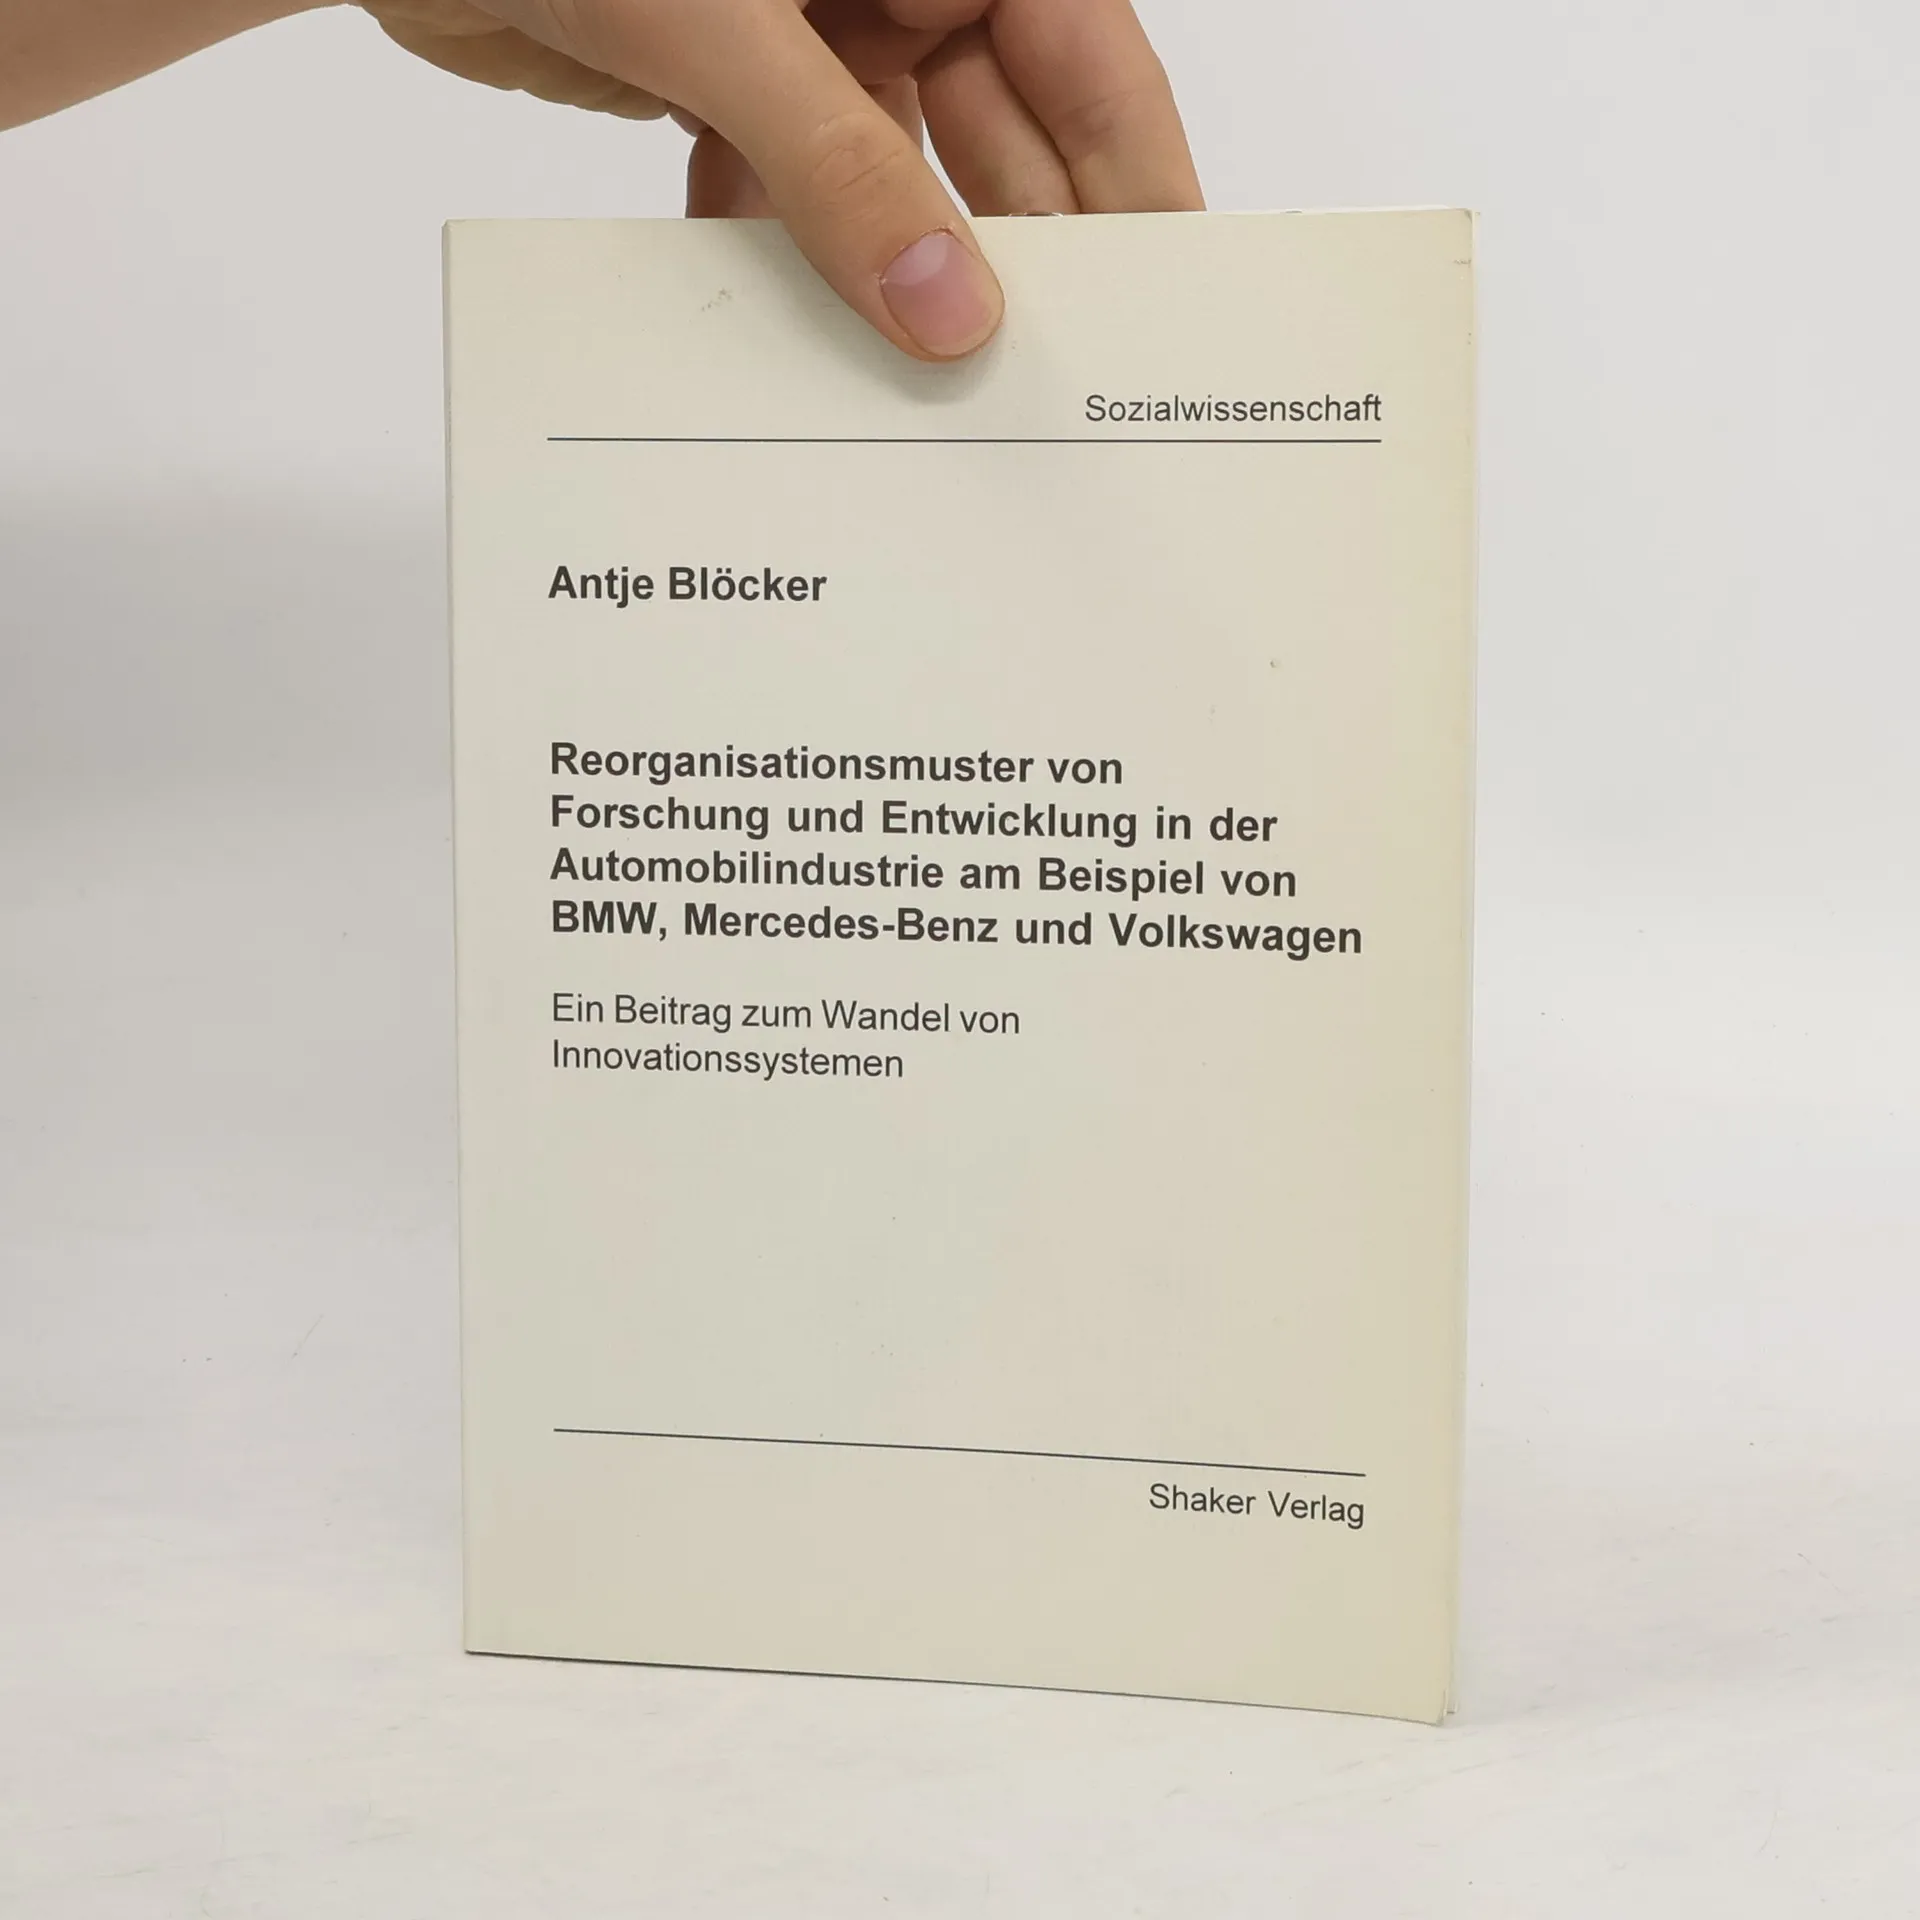 Sozialwissenschaft
Antje Blöcker
Reorganisationsmuster von
Forschung und Entwicklung in der
Automobilindustrie am Beispiel von
BMW, Mercedes-Benz und Volkswagen
Ein Beitrag zum Wandel von
Innovationssystemen
Shaker Verlag